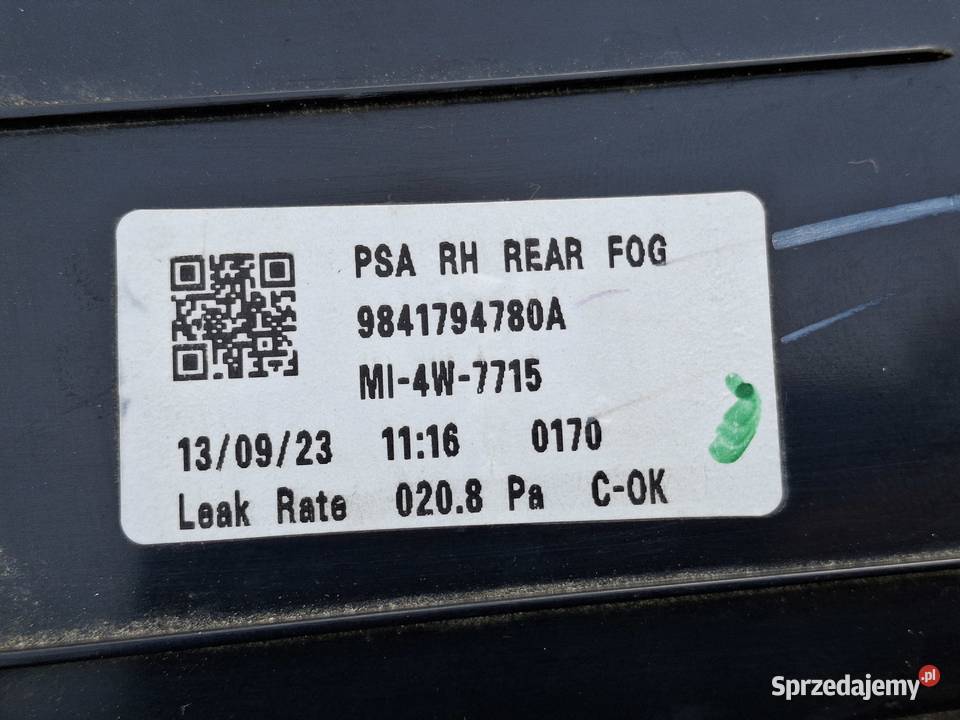 PSA RH REAR FOG
9841794780A
MI-4W-7715
13/09/23 11:16 0170
Leak Rate 020.8 Pa C-OK
Sprzedajemy.pl